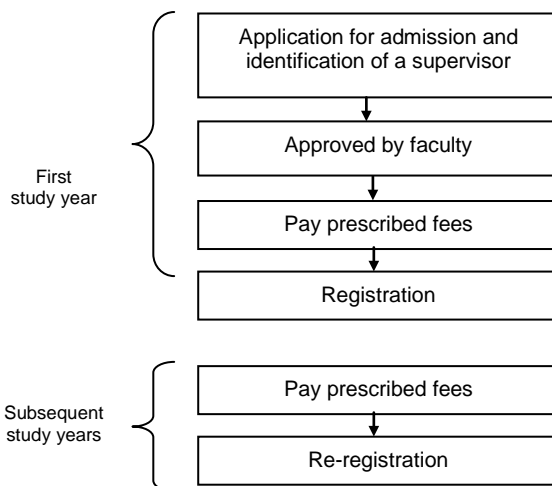 Application for admission and
identification of a supervisor
Approved by faculty
First
study year
Pay prescribed fees
Registration
Pay prescribed fees
Subsequent
study years
Re-registration